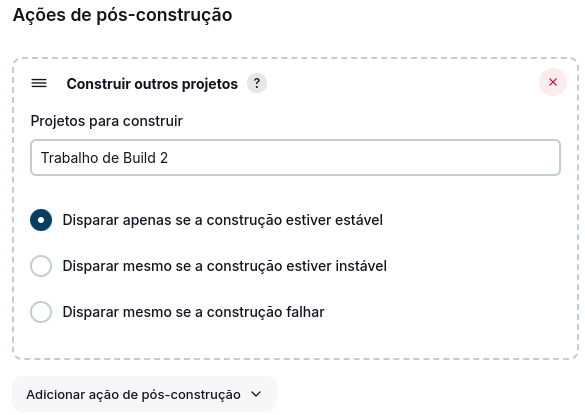 Ações de pós-construção
Construir outros projetos ?
Projetos para construir
Trabalho de Build 2
Disparar apenas se a construção estiver estável
Disparar mesmo se a construção estiver instável
Disparar mesmo se a construção falhar
Adicionar ação de pós-construção